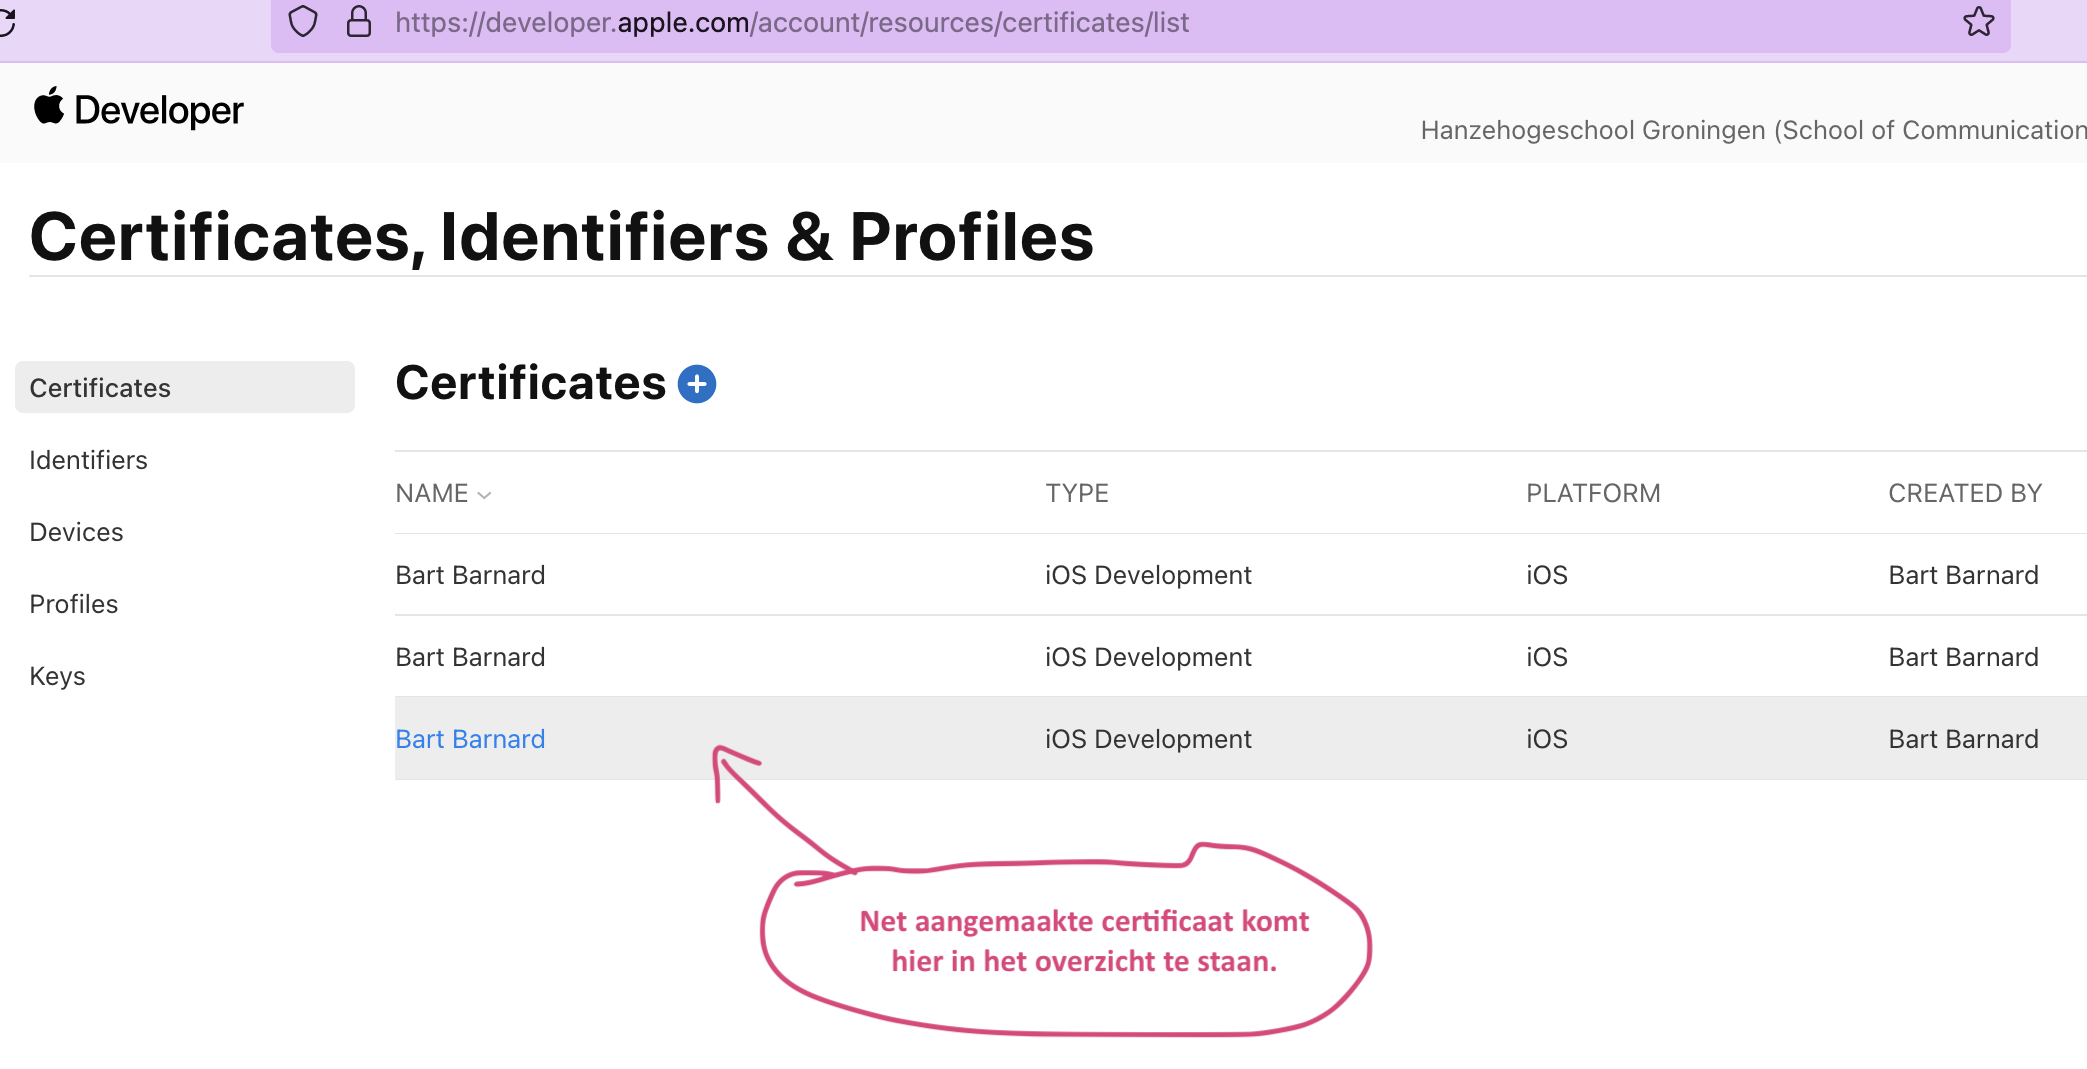 https://developer.apple.com/account/resources/certificates/list
Developer
Hanzehogeschool Groningen (School of Communication
Certificates, Identifiers & Profiles
Certificates
Identifiers
Devices
Profiles
Keys
Certificates
NAME TYPE PLATFORM CREATED BY
Bart Barnard iOS Development iOS Bart Barnard
Bart Barnard iOS Development iOS Bart Barnard
Bart Barnard iOS Development iOS Bart Barnard
Net aangemaakte certificaat komt
hier in het overzicht te staan.